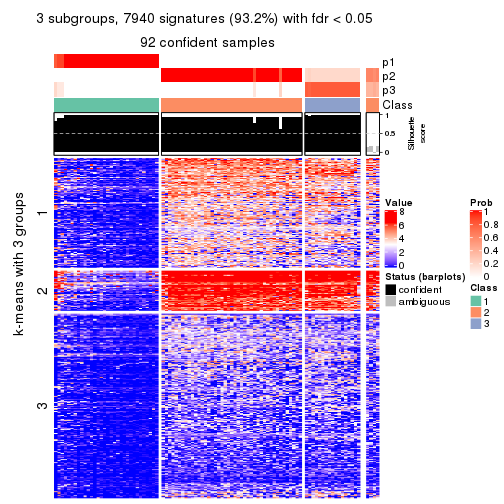 3 subgroups, 7940 signatures (93.2%) with fdr < 0.05
92 confident samples
p1
p2
p3
Class
1
0.5
0
Silhouette
score
k-means with 3 groups
1
2
3
Value
8
6
4
2
0
Status (barplots)
confident
ambiguous
Prob
1
0.8
0.6
0.4
0.2
0
Class
1
2
3